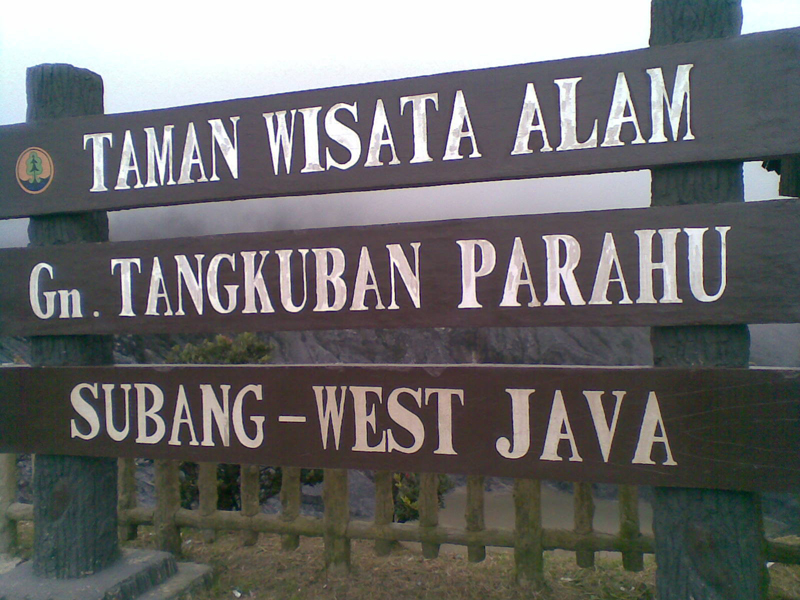 TAMAN WISATA ALAM
Gn. TANGKUBAN PARAHU
SUBANG - WEST JAVA